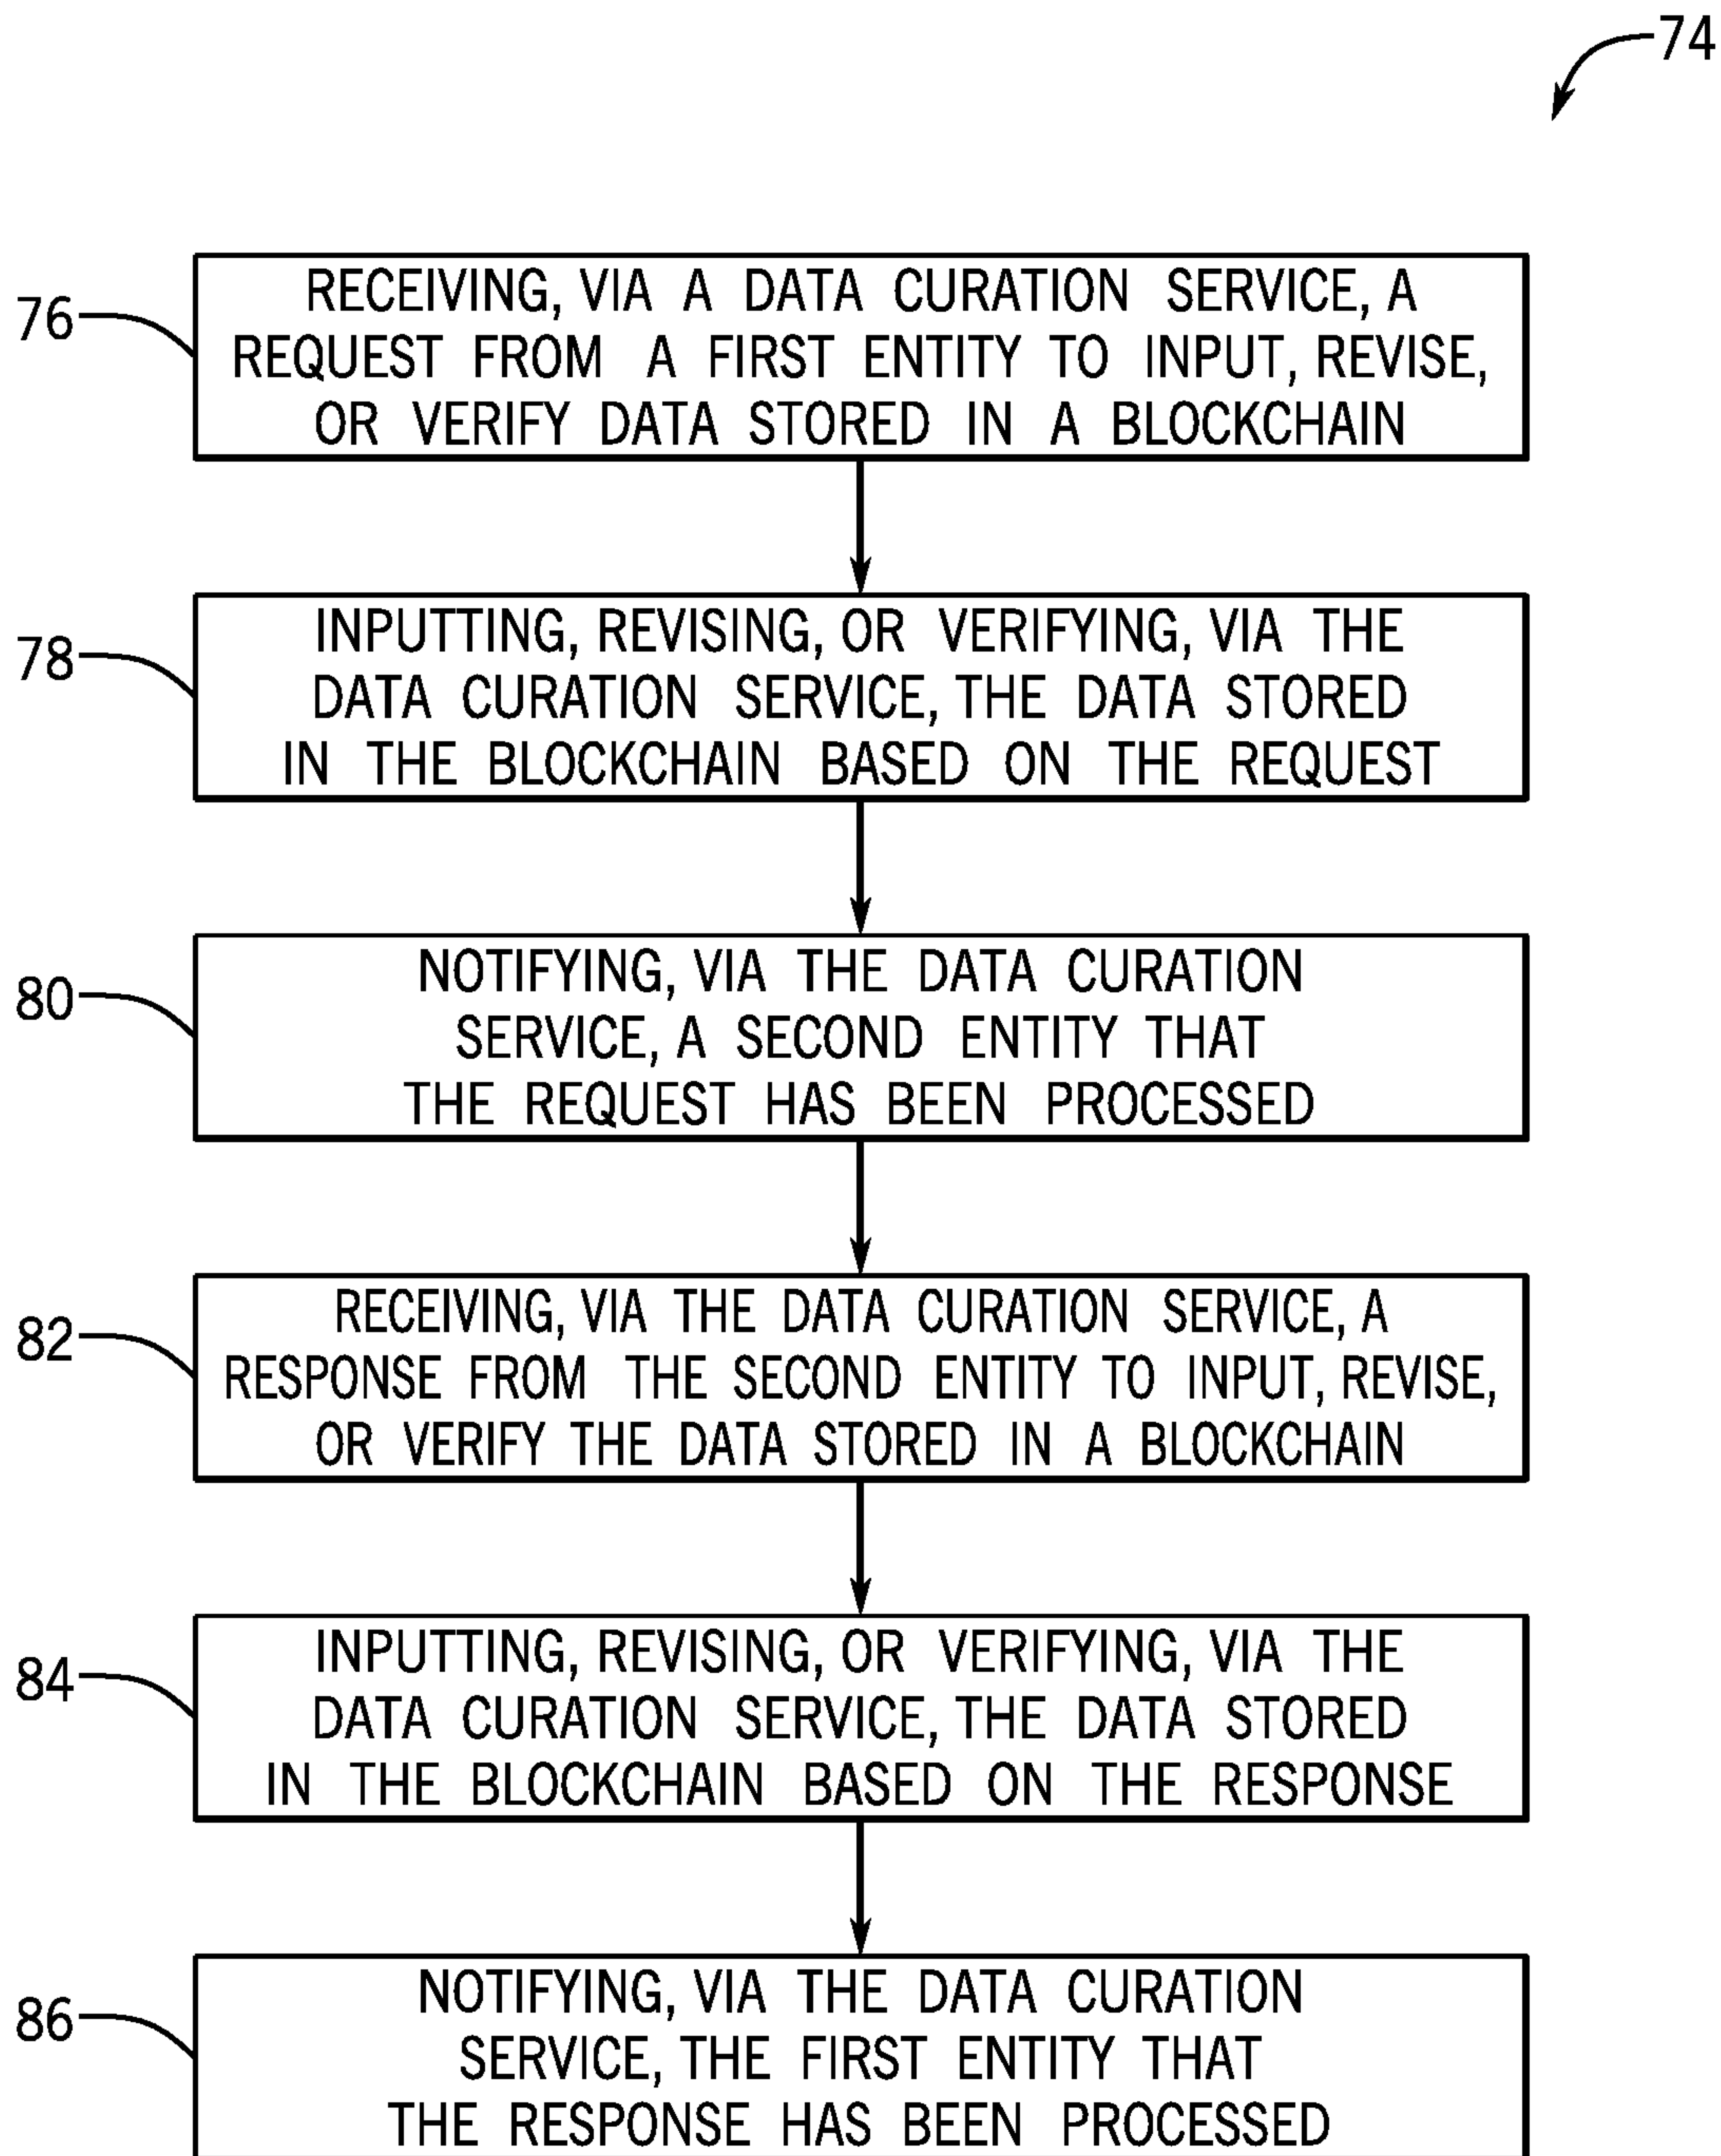 74
76
RECEIVING, VIA A DATA CURATION SERVICE, A
REQUEST FROM A FIRST ENTITY TO INPUT, REVISE,
OR VERIFY DATA STORED IN A BLOCKCHAIN
78
INPUTTING, REVISING, OR VERIFYING, VIA THE
DATA CURATION SERVICE, THE DATA STORED
IN THE BLOCKCHAIN BASED ON THE REQUEST
80
NOTIFYING, VIA THE DATA CURATION
SERVICE, A SECOND ENTITY THAT
THE REQUEST HAS BEEN PROCESSED
82
RECEIVING, VIA THE DATA CURATION SERVICE, A
RESPONSE FROM THE SECOND ENTITY TO INPUT, REVISE,
OR VERIFY THE DATA STORED IN A BLOCKCHAIN
84
INPUTTING, REVISING, OR VERIFYING, VIA THE
DATA CURATION SERVICE, THE DATA STORED
IN THE BLOCKCHAIN BASED ON THE RESPONSE
86
NOTIFYING, VIA THE DATA CURATION
SERVICE, THE FIRST ENTITY THAT
THE RESPONSE HAS BEEN PROCESSED